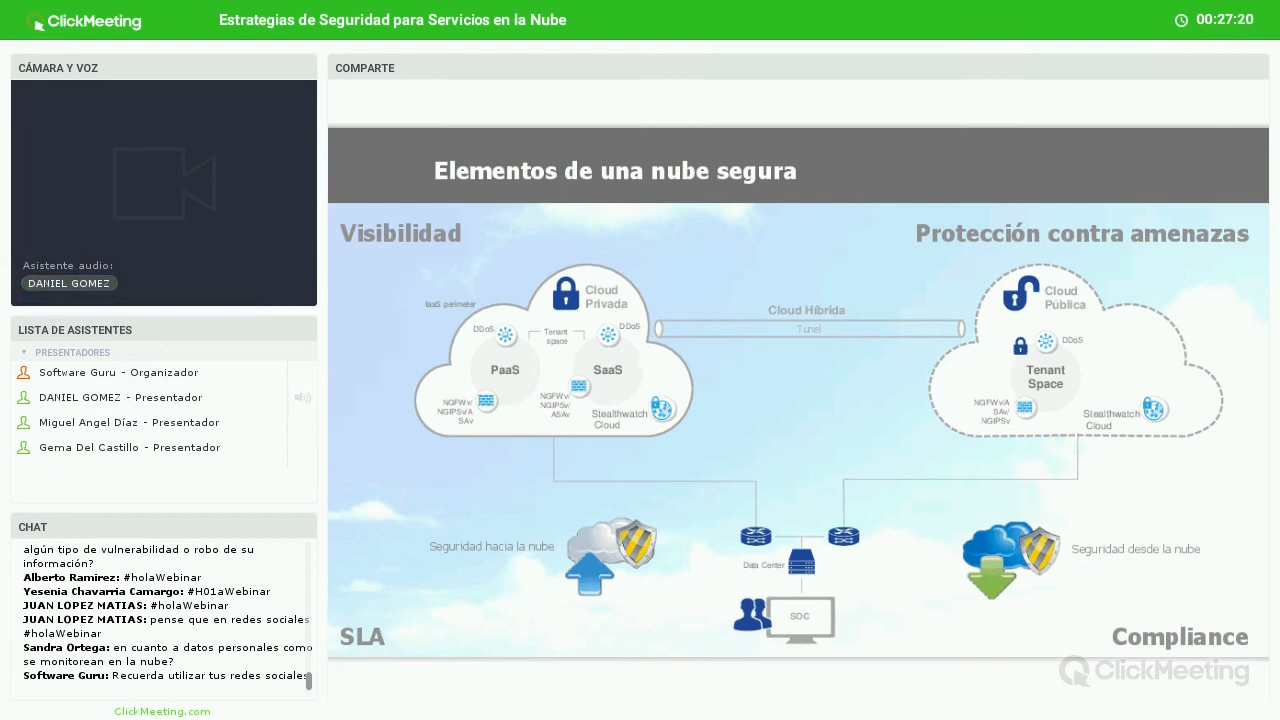 ClickMeeting
Estrategias de Seguridad para Servicios en la Nube
00:27:20
CÁMARA Y VOZ
Asistente audio:
DANIEL GOMEZ
LISTA DE ASISTENTES
PRESENTADORES
Software Guru - Organizador
DANIEL GOMEZ - Presentador
Miguel Angel Díaz - Presentador
Gema Del Castillo - Presentador
CHAT
algún tipo de vulnerabilidad o robo de su
información?
Alberto Ramírez: #holaWebinar
Yesenia Chavarria Camargo: #H01aWebinar
JUAN LOPEZ MATIAS: #holaWebinar
JUAN LOPEZ MATIAS: pense que en redes sociales
#holaWebinar
Sandra Ortega: en cuanto a datos personales como
se monitorean en la nube?
Software Guru: Recuerda utilizar tus redes sociales
ClickMeeting.com
COMPARTE
Elementos de una nube segura
Visibilidad
Protección contra amenazas
IaaS perimeter
Cloud
Privada
DDoS
Tenant
space
DDoS
PaaS
SaaS
NGFWv/
NGIPSv/A
SAv
NGFWv/
NGIPSv/
ASAv
Stealthwatch
Cloud
Cloud Híbrida
Tunel
Cloud
Pública
DDoS
Tenant
Space
NGFWv/A
SAv/
NGIPSv
Stealthwatch
Cloud
Seguridad hacia la nube
Data Center
SOC
Seguridad desde la nube
SLA
Compliance
ClickMeeting